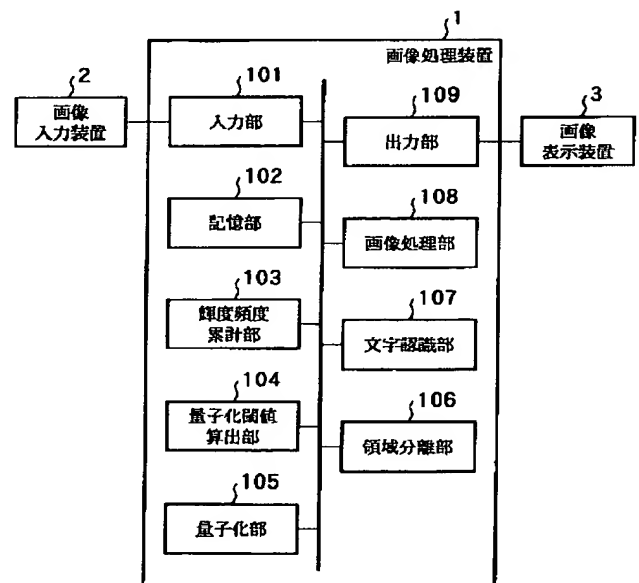 1
画像処理装置
2
画像
入力装置
101
入力部
109
出力部
3
画像
表示装置
102
記憶部
108
画像処理部
103
輝度頻度
累計部
107
文字認識部
104
量子化閾値
算出部
106
領域分離部
105
量子化部